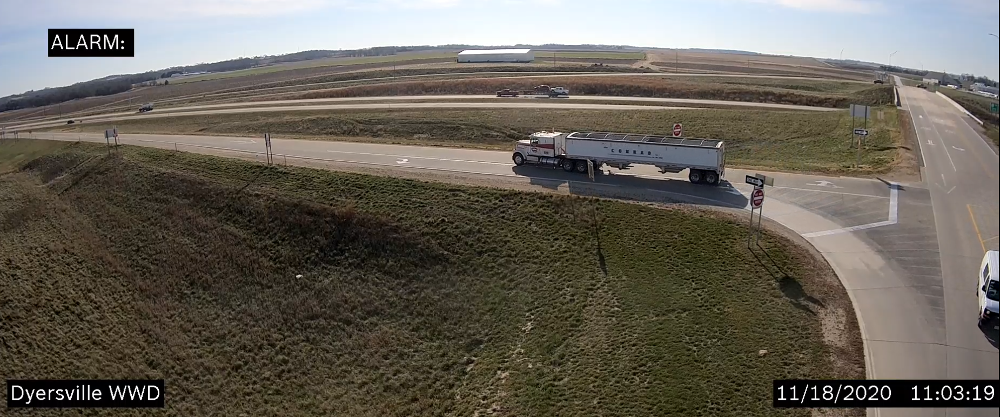 ALARM:
CONRAD
Dyersville WWD
11/18/2020 11:03:19